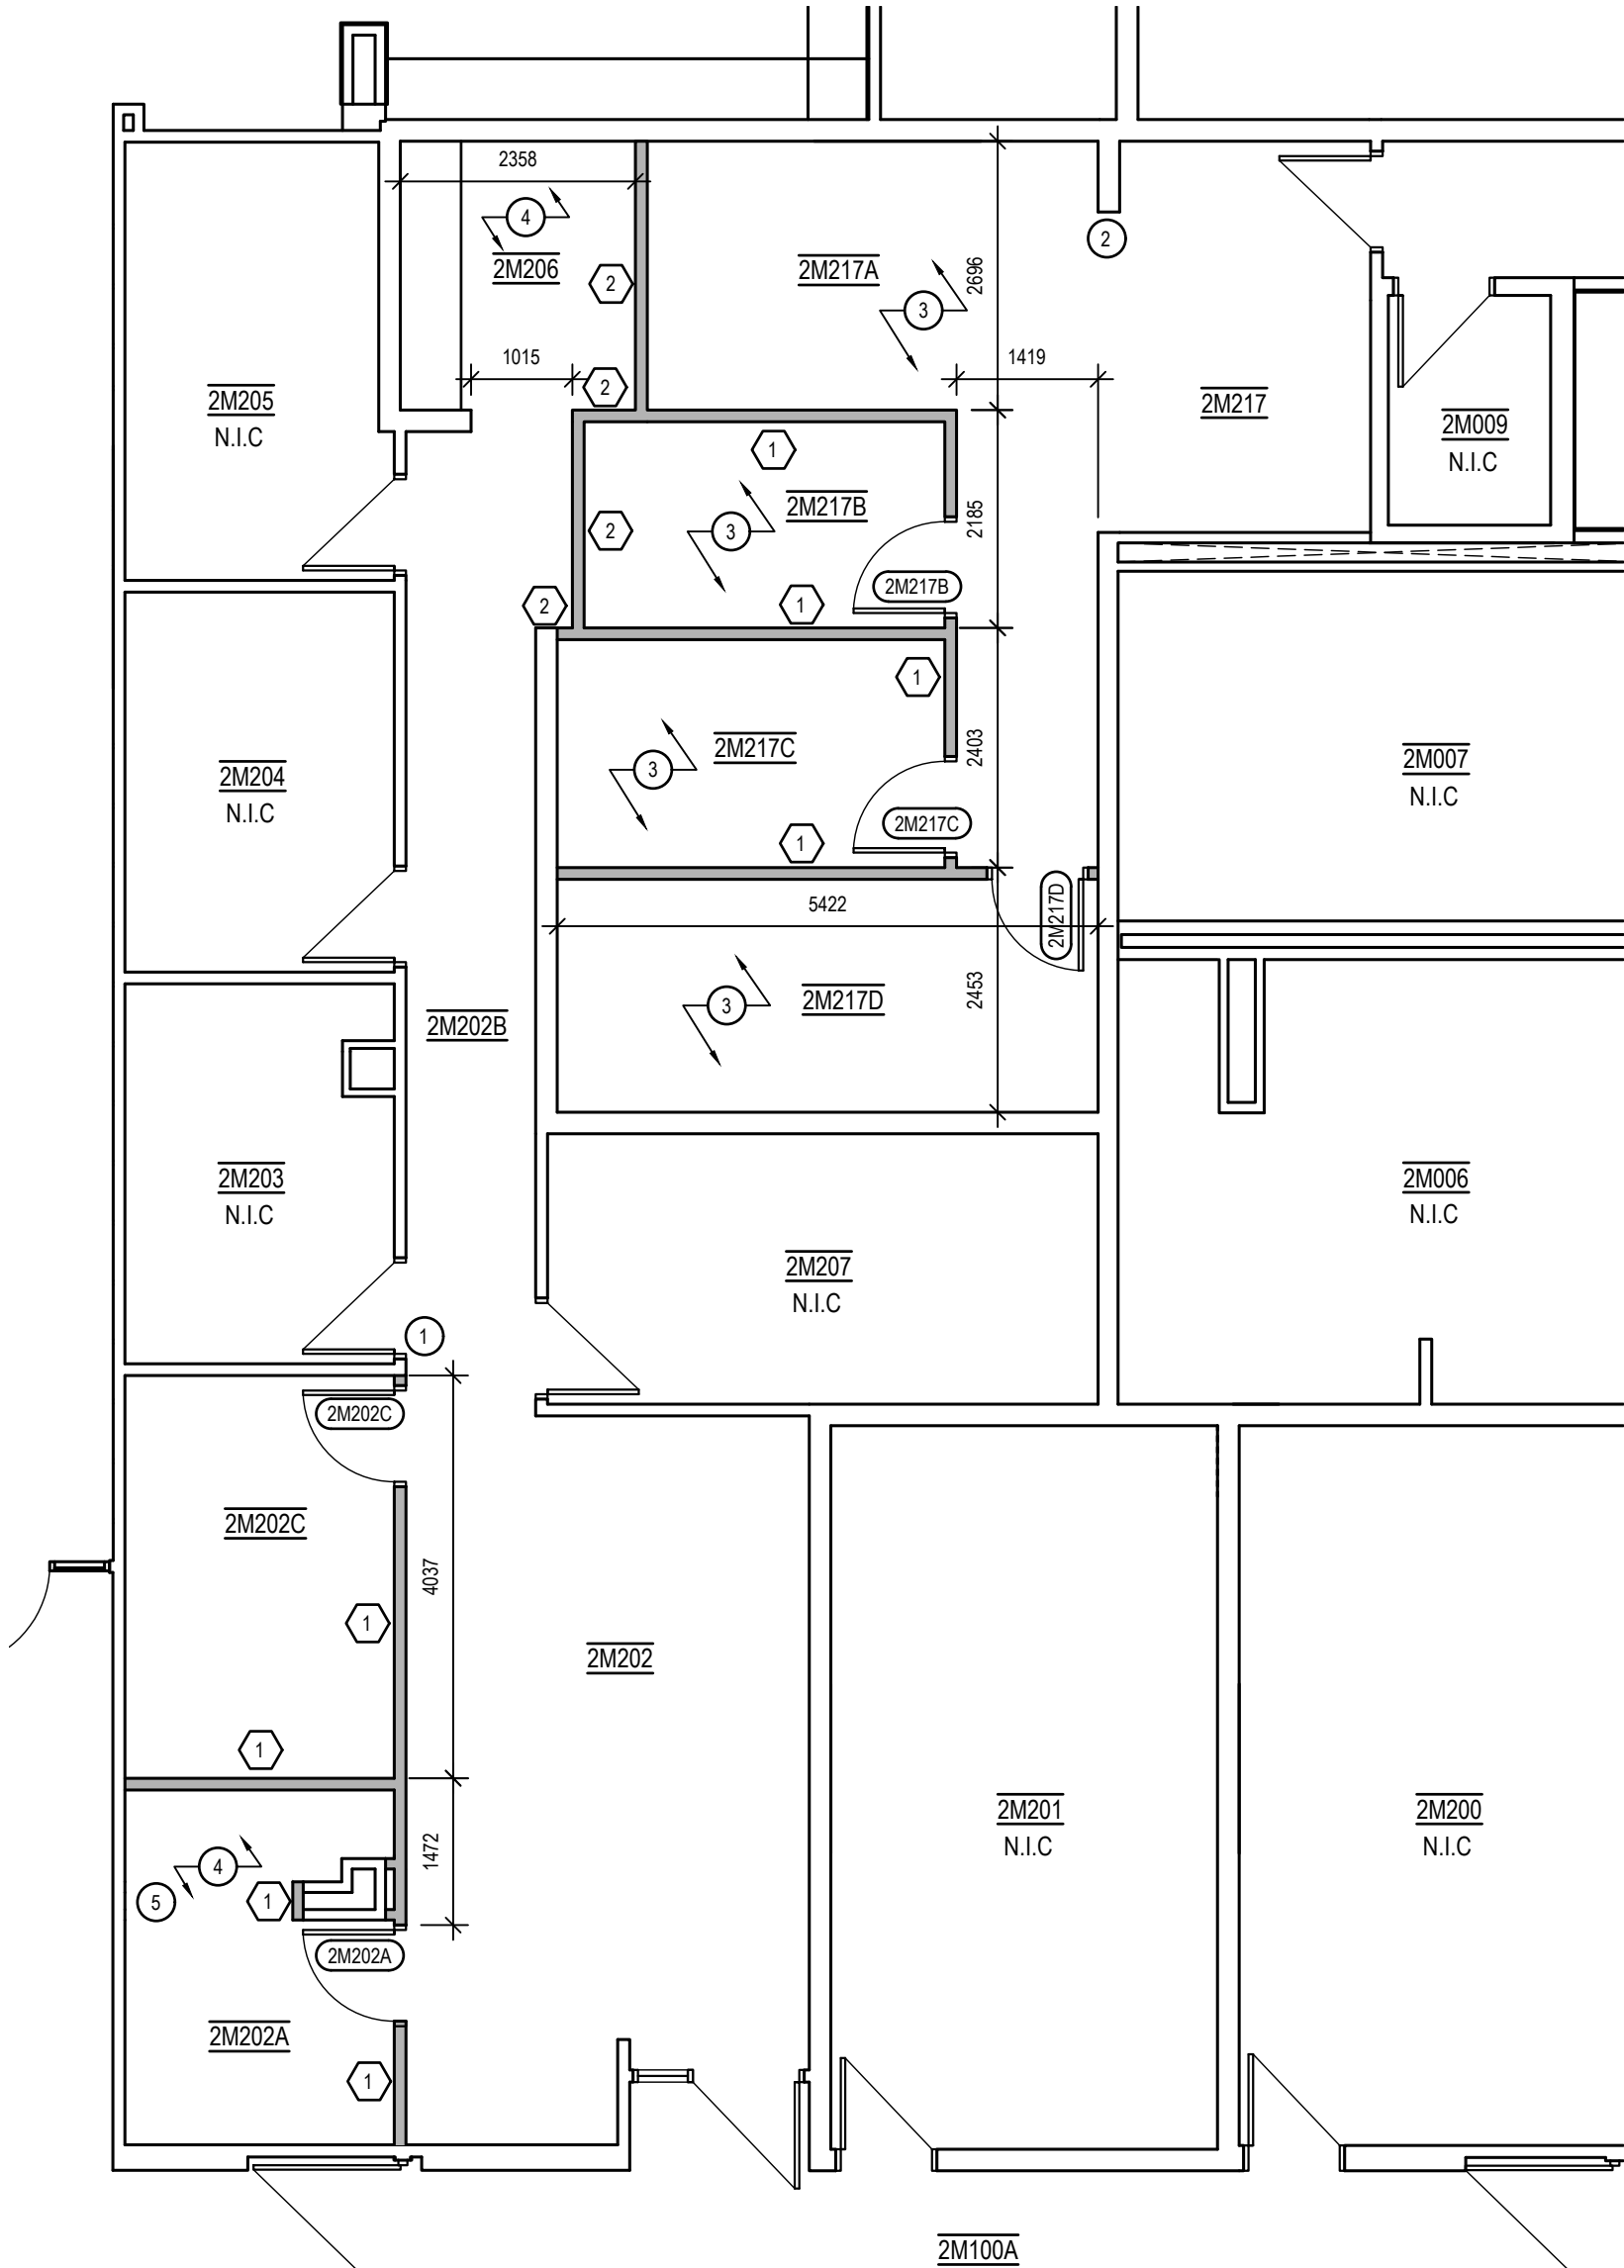 2358
4
2M206
2M217A
2
2
2696
3
1015
1419
2
2M205
N.I.C
2M217
2M009
N.I.C
1
2M217B
2
3
2185
2M217B
2
1
1
2M217C
3
2403
2M204
N.I.C
2M007
N.I.C
1
2M217C
5422
2M217D
3
2M217D
2453
2M202B
2M203
N.I.C
2M006
N.I.C
2M207
N.I.C
1
2M202C
2M202C
4037
1
2M202
1
2M201
N.I.C
2M200
N.I.C
4
1472
5
1
2M202A
2M202A
1
2M100A